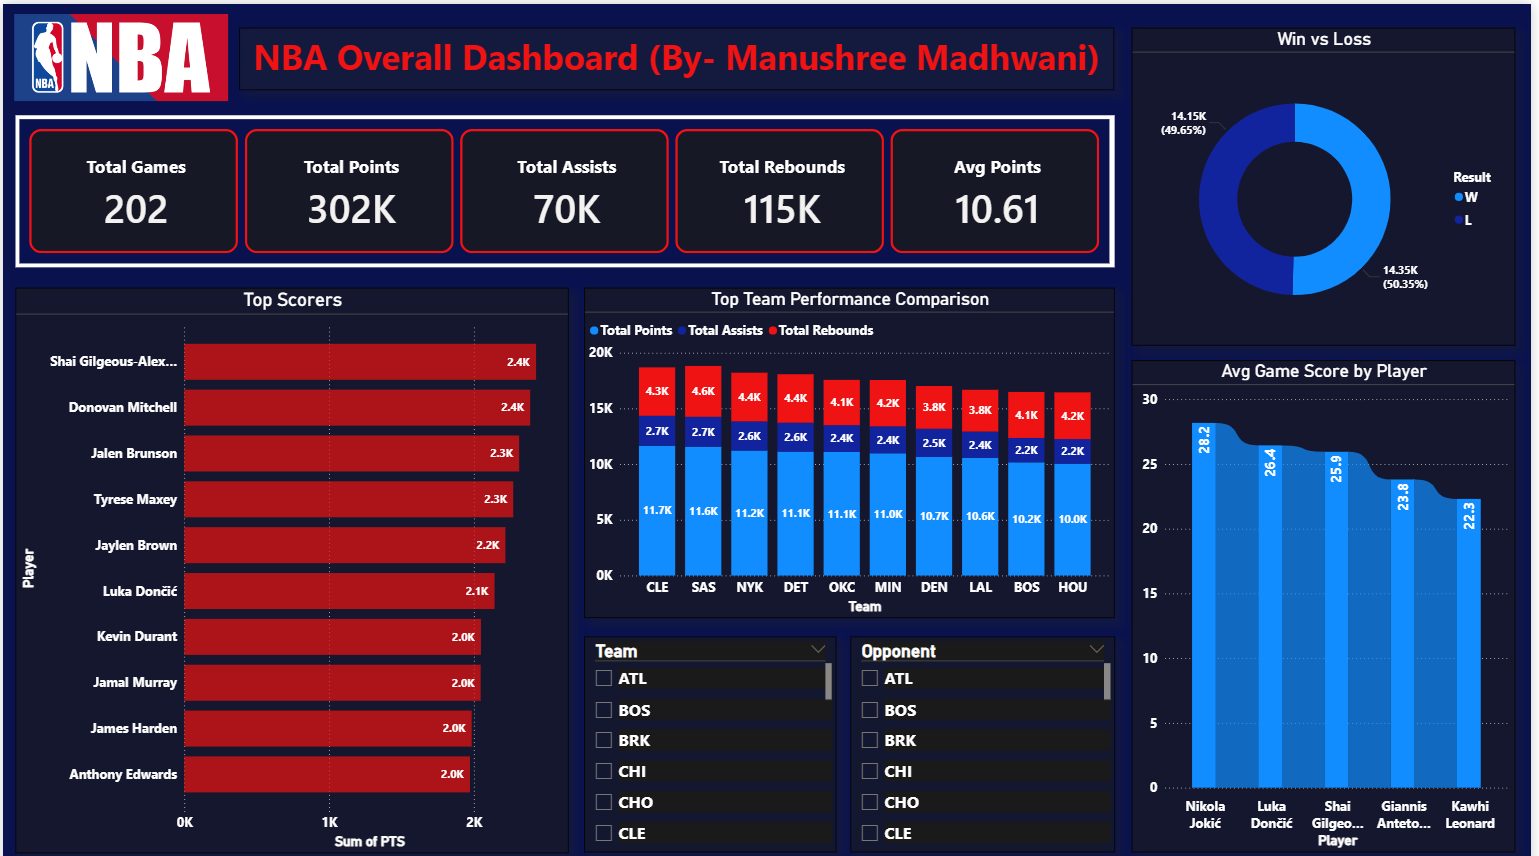 NBA
NBA
NBA Overall Dashboard (By- Manushree Madhwani)
Total Games
202
Total Points
302K
Total Assists
70K
Total Rebounds
115K
Avg Points
10.61
Win vs Loss
14.15K
(49.65%)
14.35K
(50.35%)
Result
W
L
Top Scorers
Player
Shai Gilgeous-Alex... 2.4K
Donovan Mitchell 2.4K
Jalen Brunson 2.3K
Tyrese Maxey 2.3K
Jaylen Brown 2.2K
Luka Dončić 2.1K
Kevin Durant 2.0K
Jamal Murray 2.0K
James Harden 2.0K
Anthony Edwards 2.0K
0K 1K 2K
Sum of PTS
Top Team Performance Comparison
Total Points Total Assists Total Rebounds
20K
15K
10K
5K
0K
4.3K 4.6K 4.4K 4.4K 4.1K 4.2K 3.8K 3.8K 4.1K 4.2K
2.7K 2.7K 2.6K 2.6K 2.4K 2.4K 2.5K 2.4K 2.2K 2.2K
11.7K 11.6K 11.2K 11.1K 11.1K 11.0K 10.7K 10.6K 10.2K 10.0K
CLE SAS NYK DET OKC MIN DEN LAL BOS HOU
Team
Team
ATL
BOS
BRK
CHI
CHO
CLE
Opponent
ATL
BOS
BRK
CHI
CHO
CLE
Avg Game Score by Player
30
25
20
15
10
5
0
28.2 26.4 25.9 23.8 22.3
Nikola Luka Shai Giannis Kawhi
Jokić Dončić Gilgeo... Anteto... Leonard
Player